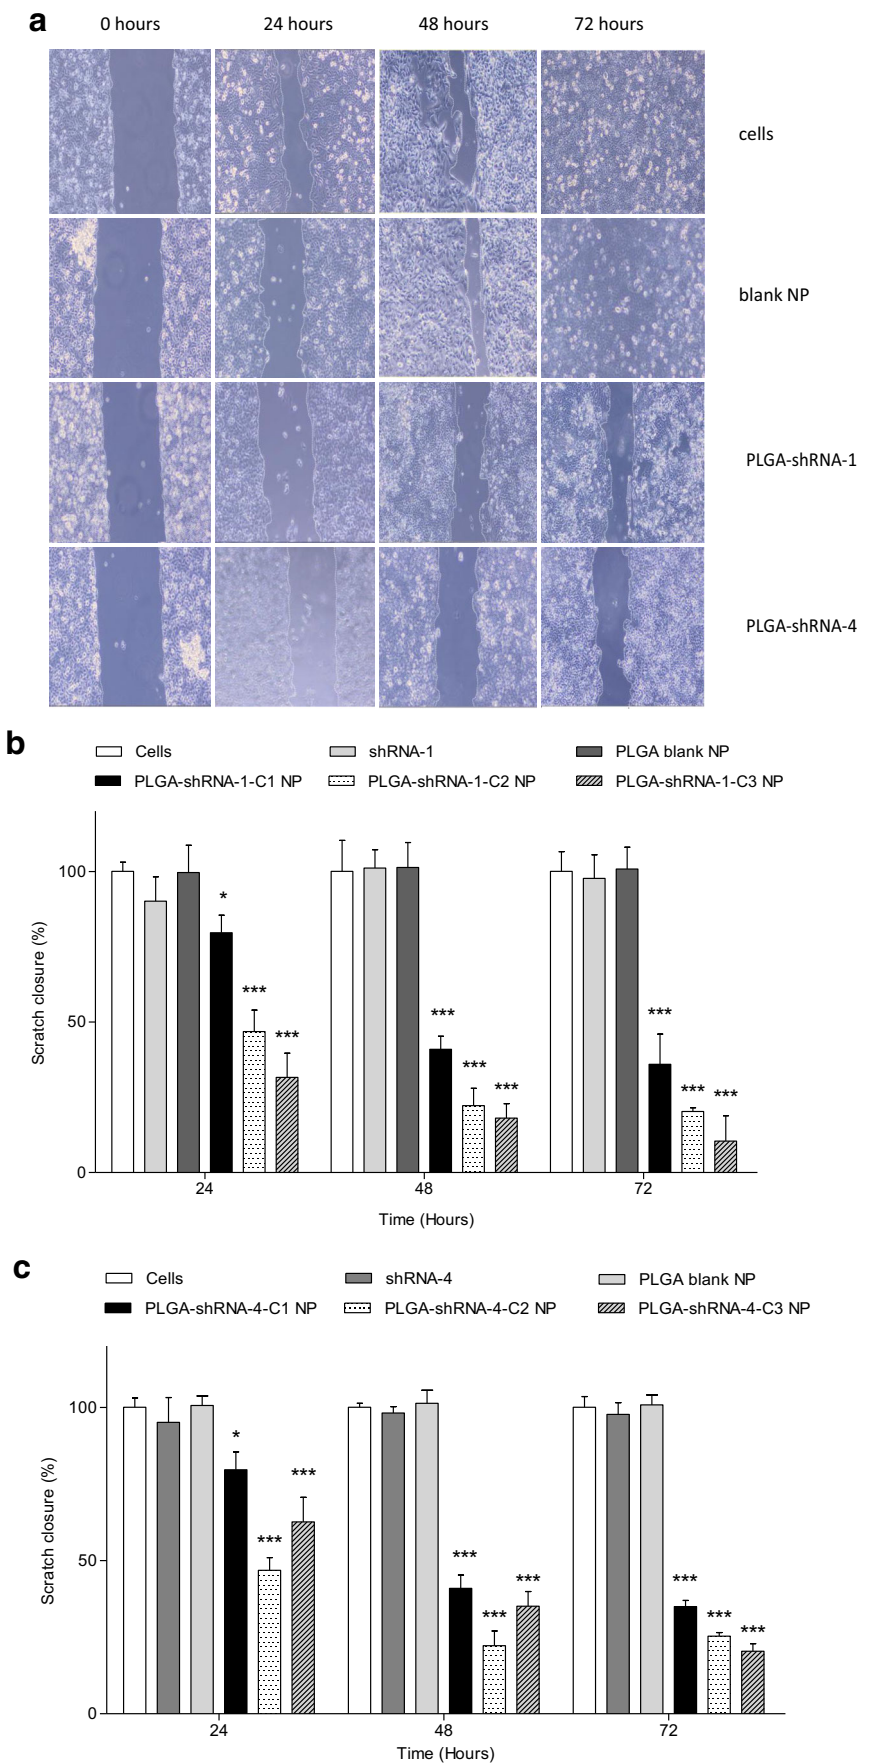 a 0 hours 24 hours 48 hours 72 hours
cells
blank NP
PLGA-shRNA-1
PLGA-shRNA-4
b
Cells shRNA-1 PLGA blank NP
PLGA-shRNA-1-C1 NP PLGA-shRNA-1-C2 NP PLGA-shRNA-1-C3 NP
Scratch closure (%)
100
50
0
* *** ***
*** *** ***
*** *** ***
24 48 72
Time (Hours)
c
Cells shRNA-4 PLGA blank NP
PLGA-shRNA-4-C1 NP PLGA-shRNA-4-C2 NP PLGA-shRNA-4-C3 NP
Scratch closure (%)
100
50
0
* *** ***
*** *** ***
*** *** ***
24 48 72
Time (Hours)